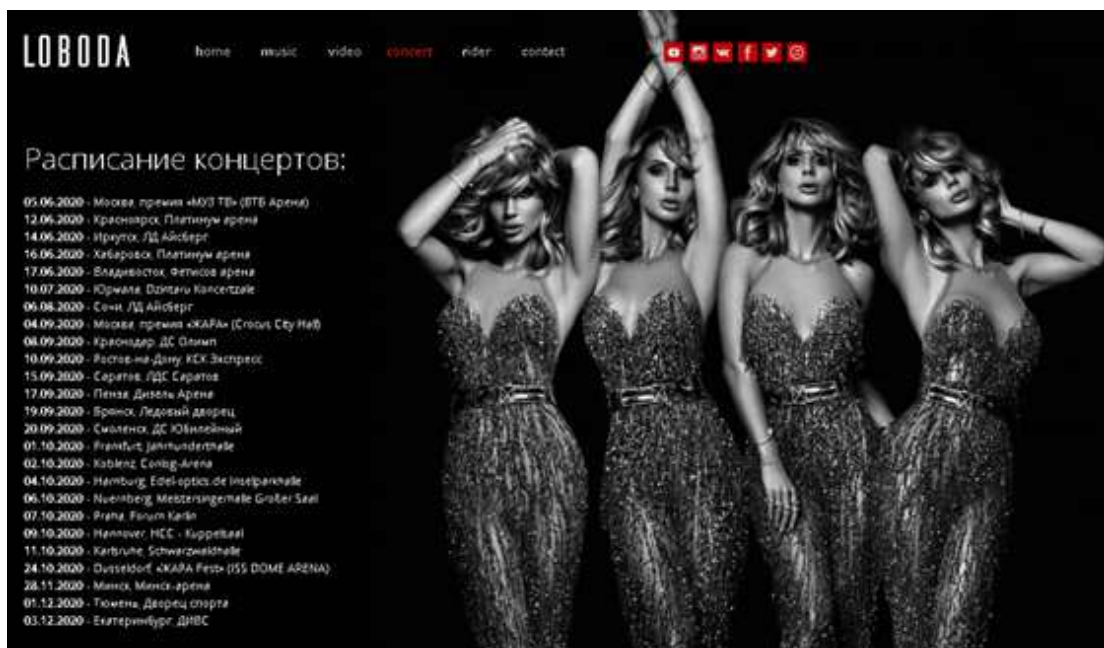 LOBODA
home music video concert rider contact
Расписание концертов:
05.06.2020 - Москва, премия «МУЗ ТВ» (ВТБ Арена)
12.06.2020 - Красноярск, Платинум арена
14.06.2020 - Иркутск, ЛД Айсберг
16.06.2020 - Хабаровск, Платинум арена
17.06.2020 - Владивосток, Фетисов арена
10.07.2020 - Юрмала, Dzintaru Koncertzale
06.08.2020 - Сочи, ЛД Айсберг
04.09.2020 - Москва, премия «ЖАРА» (Crocus City Hall)
08.09.2020 - Краснодар, ДС Олимп
10.09.2020 - Ростов-на-Дону, КСК Экспресс
15.09.2020 - Саратов, ЛДС Саратов
17.09.2020 - Пенза, Дизель Арена
19.09.2020 - Брянск, Ледовый дворец
20.09.2020 - Смоленск, ДС Юбилейный
01.10.2020 - Frankfurt, Jahrhunderthalle
02.10.2020 - Koblenz, Conlog-Arena
04.10.2020 - Hamburg, Edel-optics.de Inselparkhalle
06.10.2020 - Nuernberg, Meistersingerhalle Großer Saal
07.10.2020 - Praha, Forum Karlin
09.10.2020 - Hannover, HCC - Kuppelsaal
11.10.2020 - Karlsruhe, Schwarzwaldhalle
24.10.2020 - Dusseldorf, «ЖАРА Fest» (ISS DOME ARENA)
28.11.2020 - Минск, Минск-арена
01.12.2020 - Тюмень, Дворец спорта
03.12.2020 - Екатеринбург, ДИВС